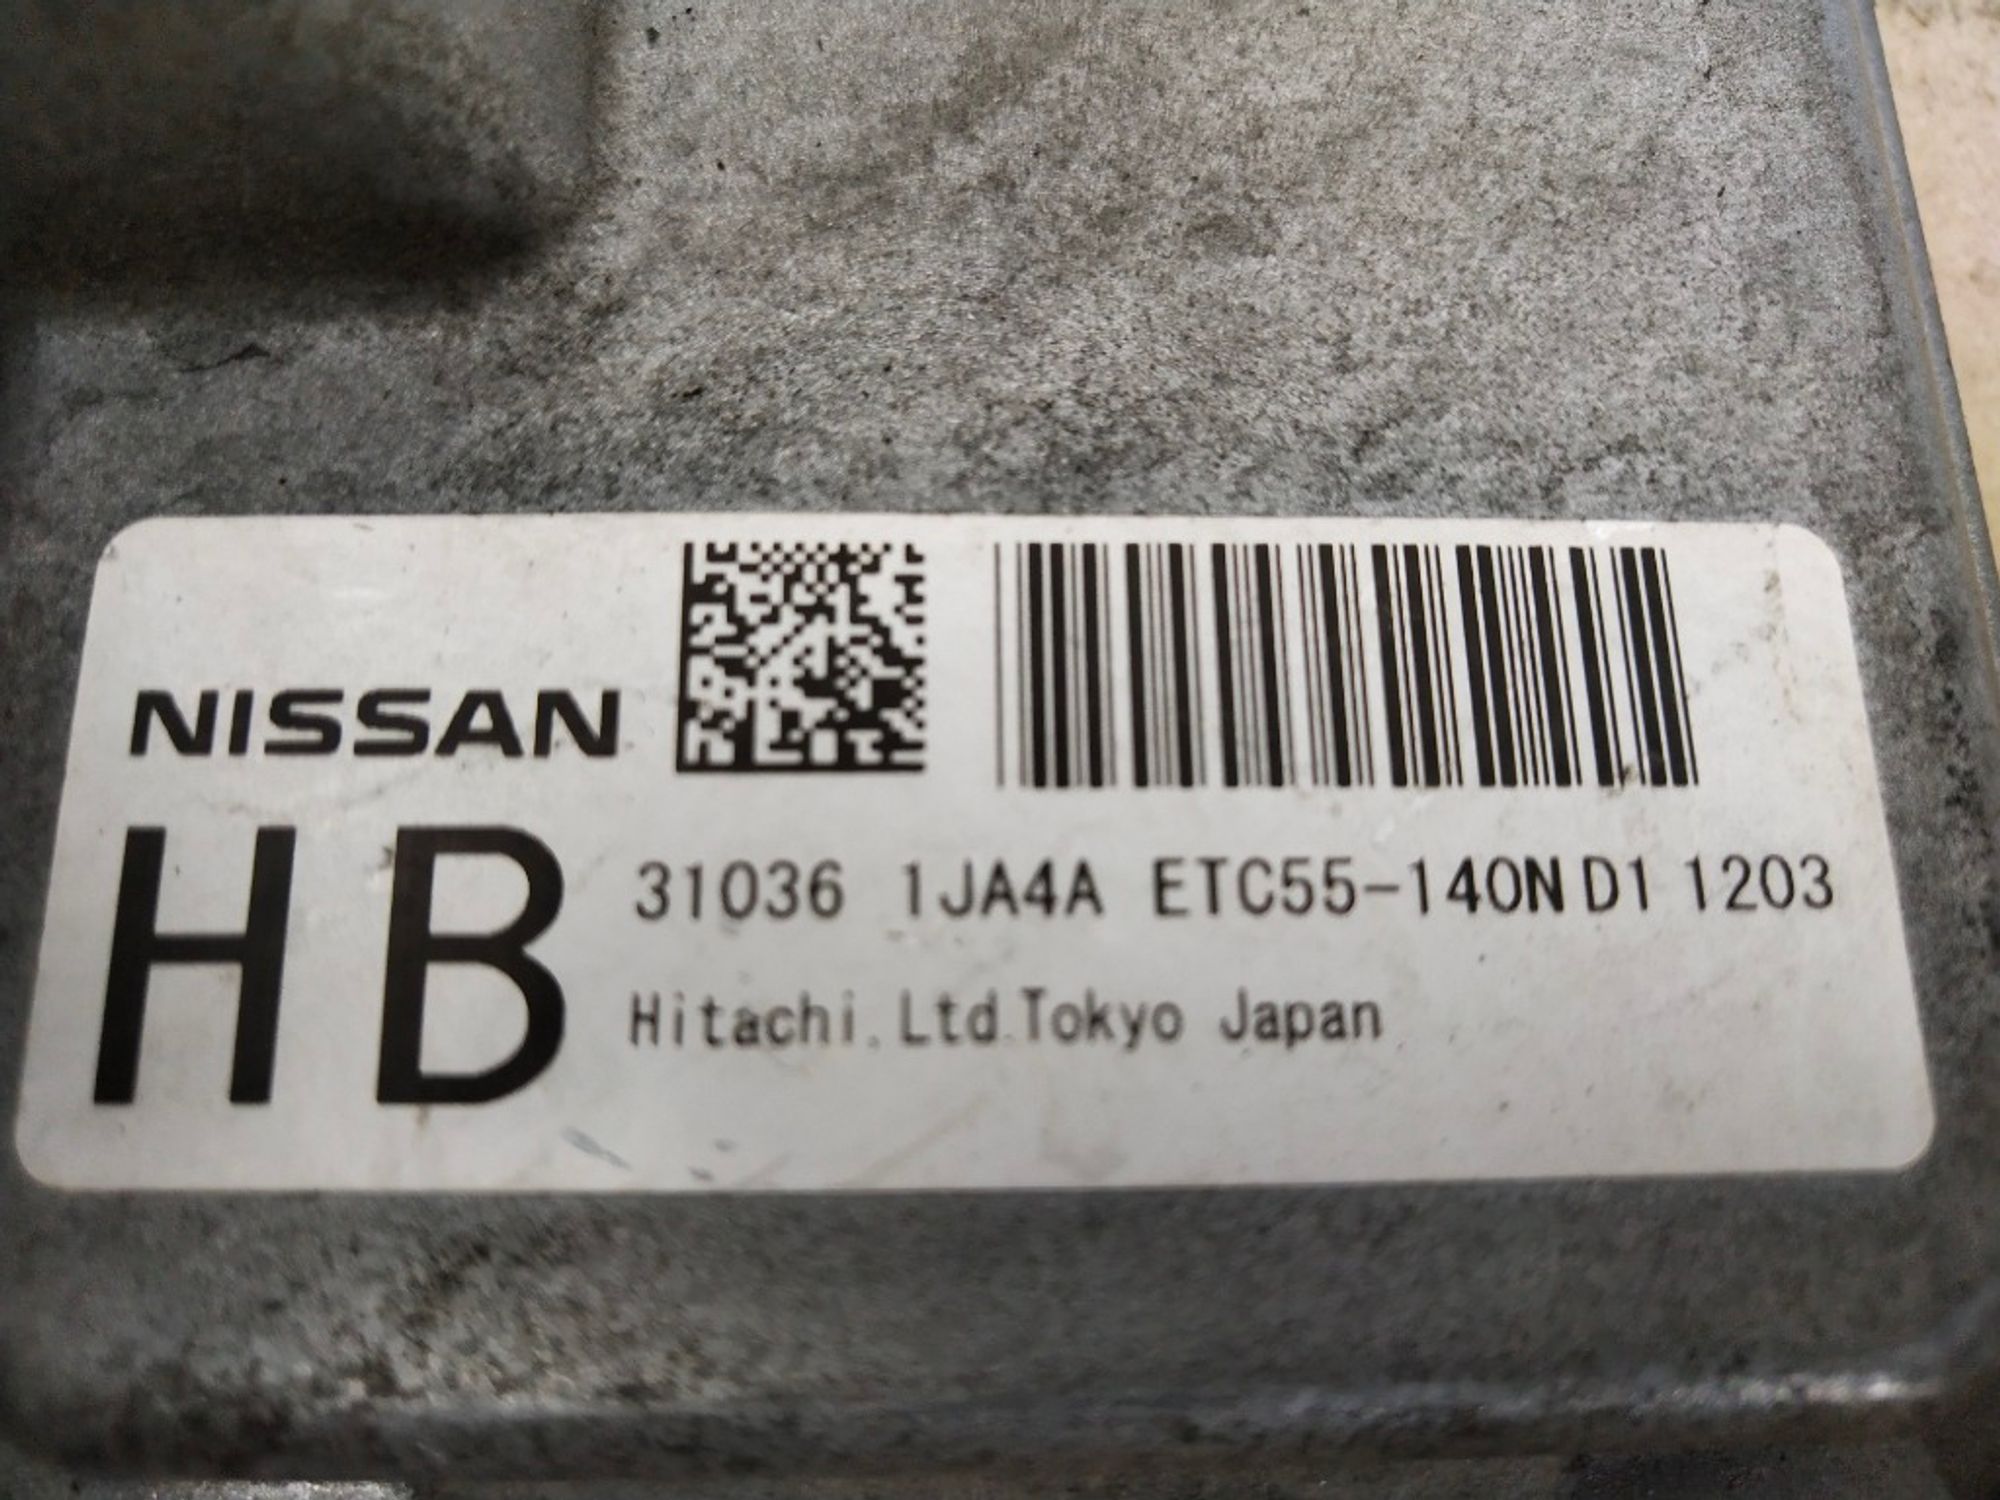 NISSAN
HB
31036 1JA4A ETC55-140N D1 1203
Hitachi, Ltd. Tokyo Japan